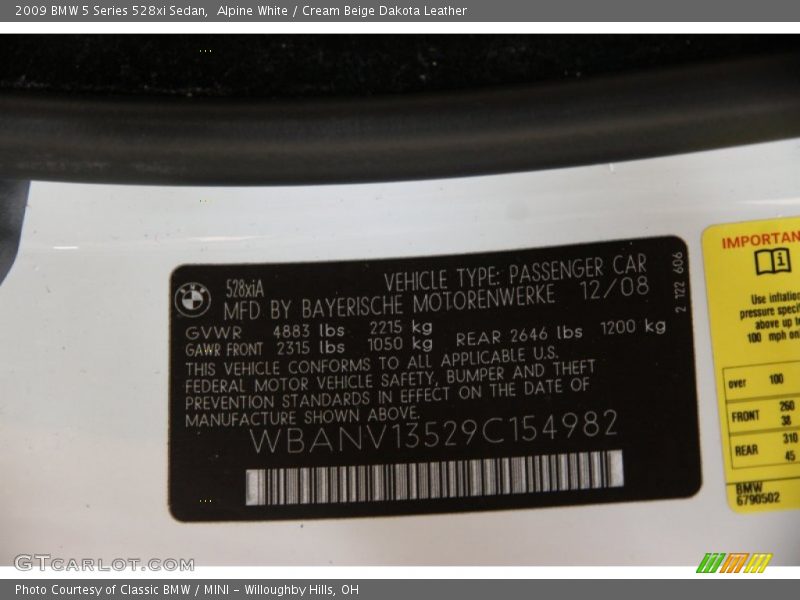 2009 BMW 5 Series 528xi Sedan,  Alpine White / Cream Beige Dakota Leather
528xiA
VEHICLE TYPE: PASSENGER CAR
MFD BY BAYERISCHE MOTORENWERKE 12/08
GVWR 4883 lbs 2215 kg
GAWR FRONT 2315 lbs 1050 kg REAR 2646 lbs 1200 kg
THIS VEHICLE CONFORMS TO ALL APPLICABLE U.S.
FEDERAL MOTOR VEHICLE SAFETY, BUMPER AND THEFT
PREVENTION STANDARDS IN EFFECT ON THE DATE OF
MANUFACTURE SHOWN ABOVE.
WBANV13529C154982
2 122 606
IMPORTAN
i
Use inflation
pressure speci
above up t
100 mph on
over 100
FRONT 260
38
REAR 310
45
BMW
6790502
GTCARLOT.COM
Photo Courtesy of Classic BMW / MINI - Willoughby Hills, OH